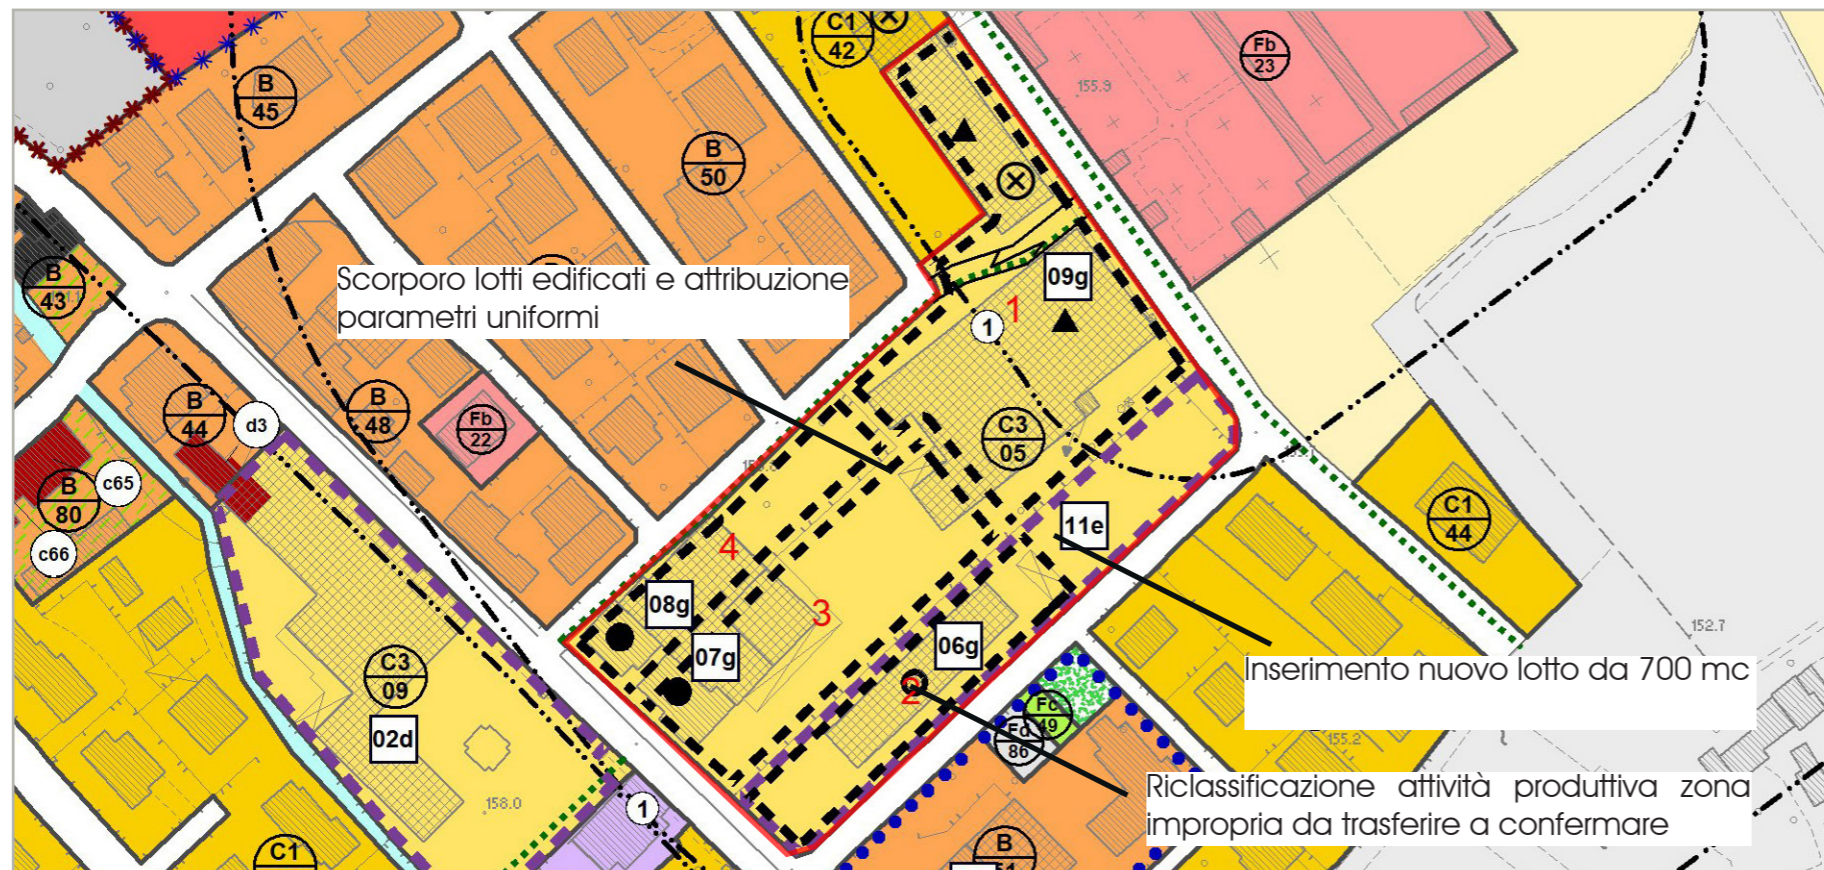 C1
42
Fb
23
155.9
B
45
B
50
09g
1
1
B
43
Scorporo lotti edificati e attribuzione
parametri uniformi
B
44
d3
B
48
Fb
22
C3
05
B
80
c65
c66
C1
44
11e
4
3
08g
07g
06g
2
152.7
C3
09
02d
Inserimento nuovo lotto da 700 mc
Fc
49
Fd
86
155.2
158.0
1
Riclassificazione attività produttiva zona
impropria da trasferire a confermare
C1
B
51